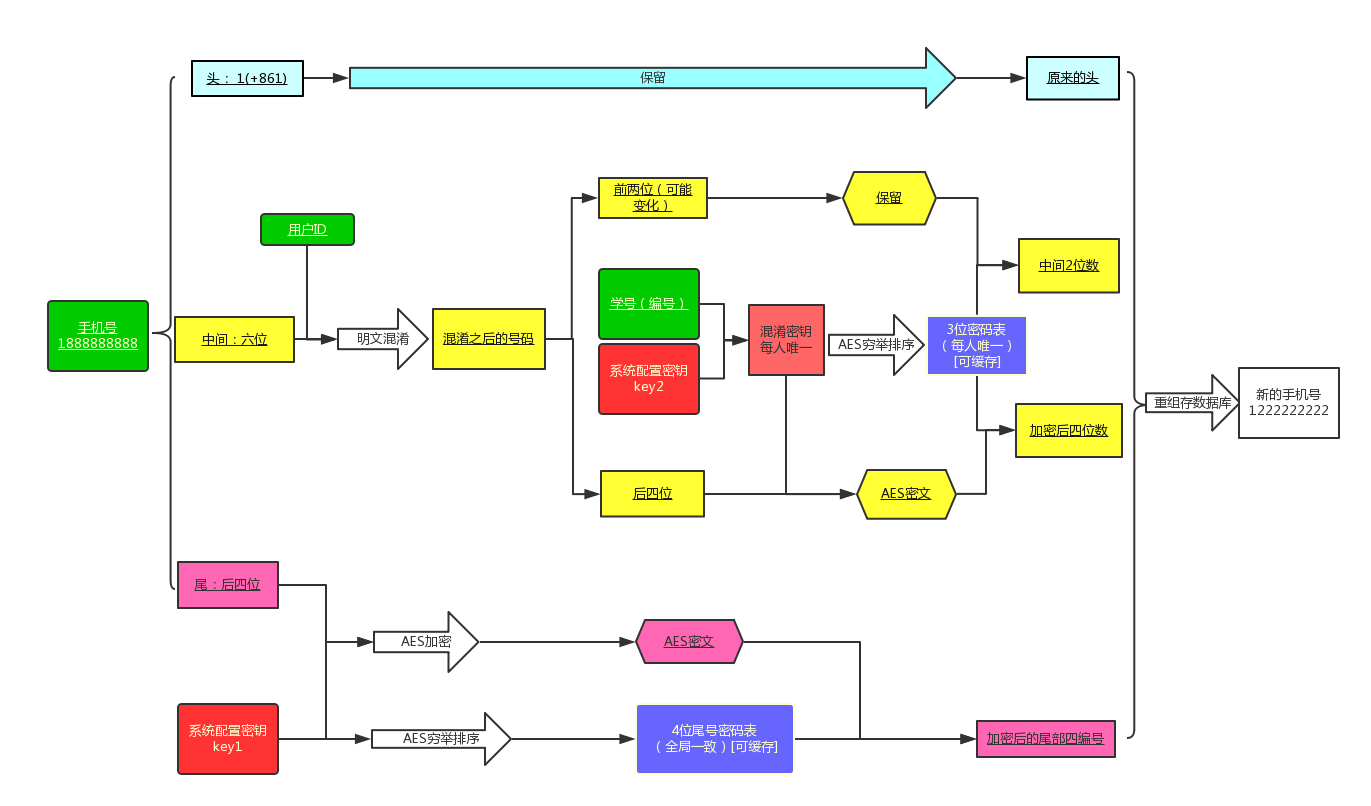 头： 1(+861)
保留
原来的头
前两位（可能
变化）
保留
用户ID
中间2位数
手机号
1888888888
中间：六位
明文混淆
混淆之后的号码
学号（编号）
系统配置密钥
key2
混淆密钥
每人唯一
AES穷举排序
3位密码表
（每人唯一）
[可缓存]
重组存数据库
新的手机号
1222222222
加密后四位数
后四位
AES密文
尾：后四位
AES加密
AES密文
系统配置密钥
key1
AES穷举排序
4位尾号密码表
（全局一致）[可缓存]
加密后的尾部四编号